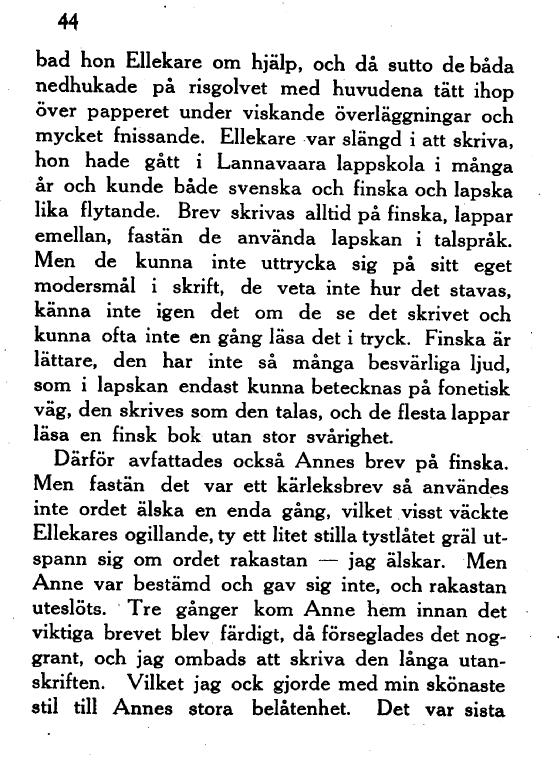 44
bad hon Ellekare om hjälp, och då sutto de båda
nedhukade på risgolvet med huvudena tätt ihop
över papperet under viskande överläggningar och
mycket fnissande. Ellekare var slängd i att skriva,
hon hade gått i Lannavaara lappskola i många
år och kunde både svenska och finska och lapska
lika flytande. Brev skrivas alltid på finska, lappar
emellan, fastän de använda lapskan i talspråk.
Men de kunna inte uttrycka sig på sitt eget
modersmål i skrift, de veta inte hur det stavas,
känna inte igen det om de se det skrivet och
kunna ofta inte en gång läsa det i tryck. Finska är
lättare, den har inte så många besvärliga ljud,
som i lapskan endast kunna betecknas på fonetisk
väg, den skrives som den talas, och de flesta lappar
läsa en finsk bok utan stor svårighet.
Därför avfattades också Annes brev på finska.
Men fastän det var ett kärleksbrev så användes
inte ordet älska en enda gång, vilket visst väckte
Ellekares ogillande, ty ett litet stilla tystlåtet gräl ut-
spann sig om ordet rakastan — jag älskar. Men
Anne var bestämd och gav sig inte, och rakastan
uteslöts. Tre gånger kom Anne hem innan det
viktiga brevet blev färdigt, då förseglades det nog-
grant, och jag ombads att skriva den långa utan-
skriften. Vilket jag ock gjorde med min skönaste
stil till Annes stora belåtenhet. Det var sista